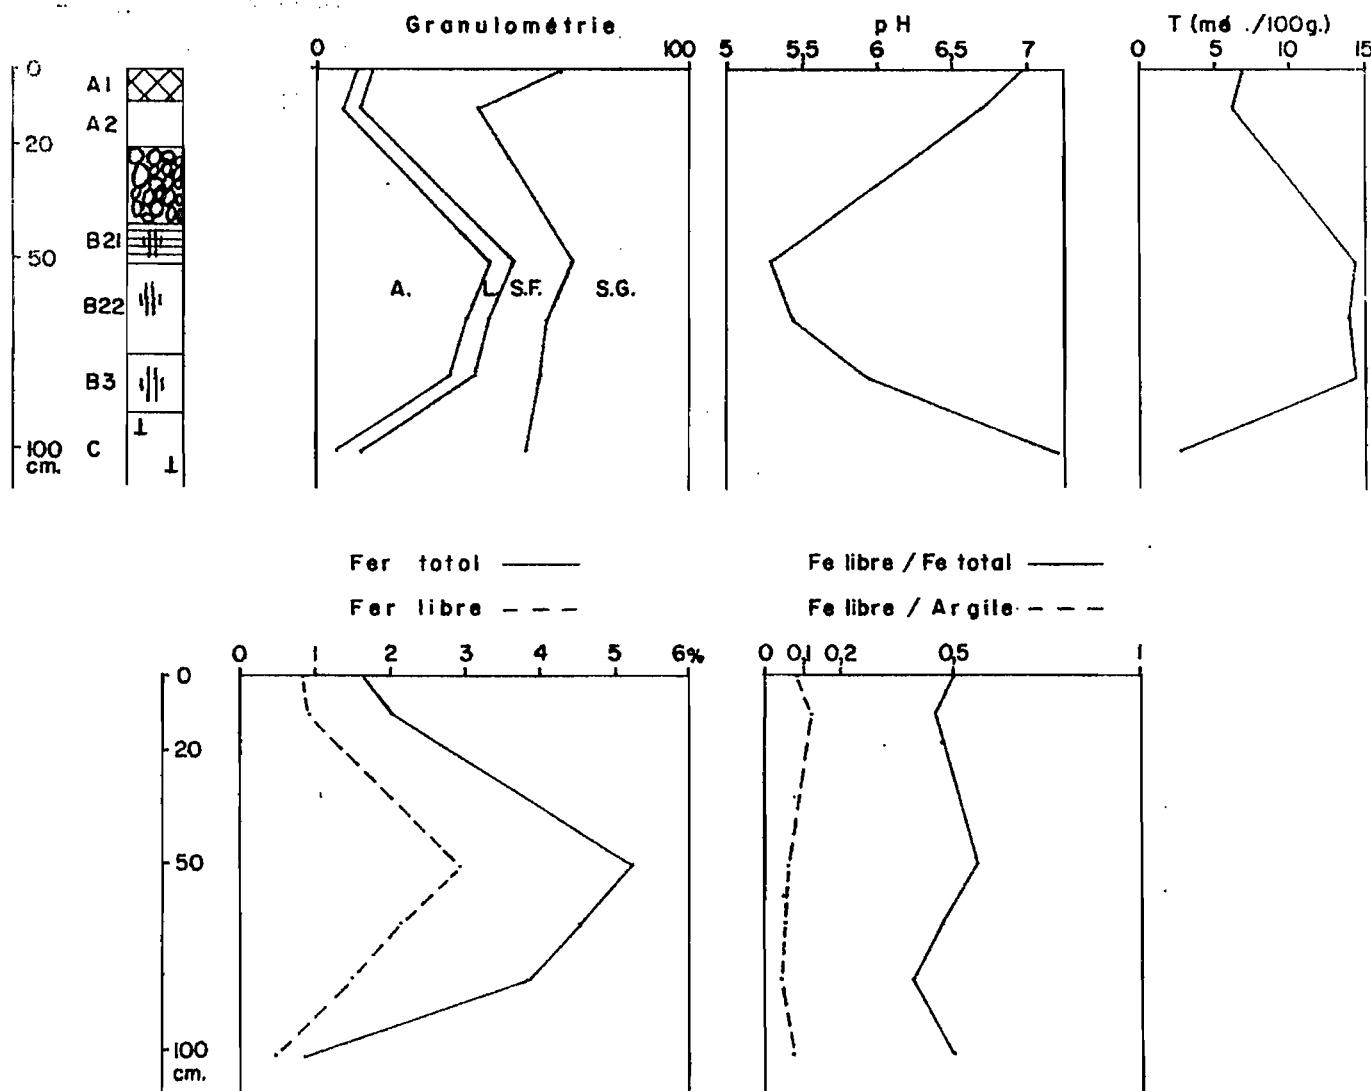 Granulométrie
0 100
pH
5 5,5 6 6,5 7
T (mé ./100g.)
0 5 10 15
0
20
50
100
cm.
A1
A2
B21
B22
B3
C
A. L S.F. S.G.
Fer total
Fer libre
Fe libre / Fe total
Fe libre / Argile
0 1 2 3 4 5 6%
0 0,1 0,2 0,5 1
0
20
50
100
cm.